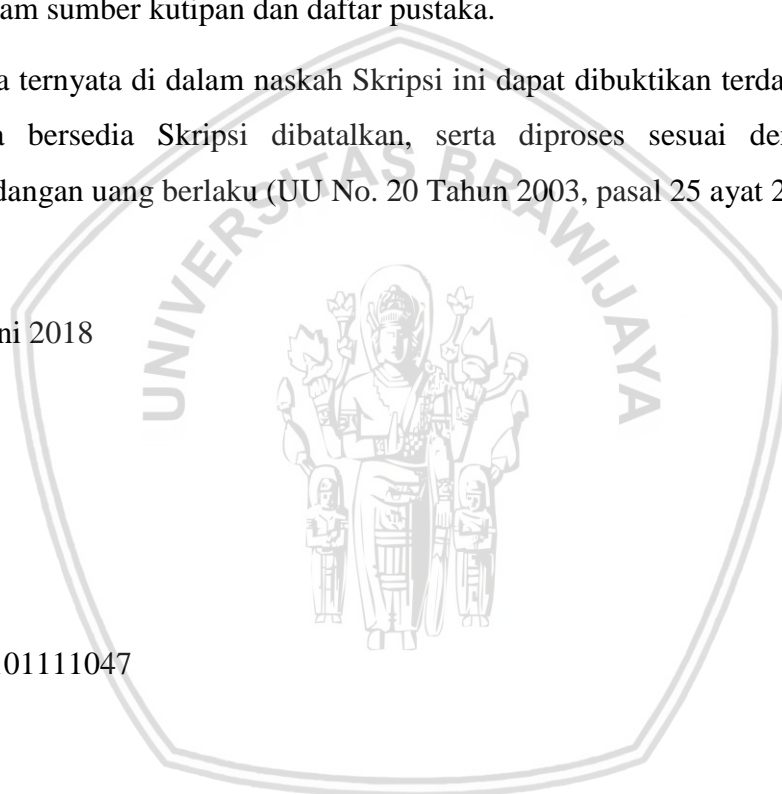 am sumber kutipan dan daftar pustaka.
a ternyata di dalam naskah Skripsi ini dapat dibuktikan terda
a bersedia Skripsi dibatalkan, serta diproses sesuai de
dangan uang berlaku (UU No. 20 Tahun 2003, pasal 25 ayat 2
UNIVERSITAS BRAWIJAYA
ni 2018
01111047